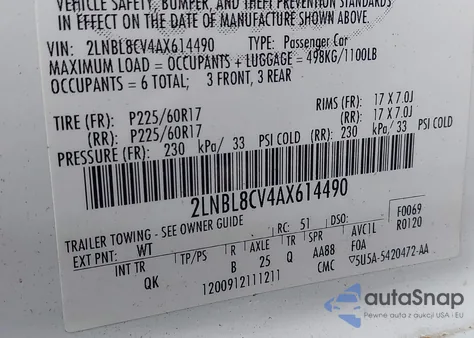 VEHICLE SAFETY, BUMPER, AND THEFT PREVENTION STANDARDS
IN EFFECT ON THE DATE OF MANUFACTURE SHOWN ABOVE.
VIN: 2LNBL8CV4AX614490 TYPE: Passenger Car
MAXIMUM LOAD = OCCUPANTS + LUGGAGE = 498KG/1100LB
OCCUPANTS = 6 TOTAL; 3 FRONT, 3 REAR
TIRE (FR): P225/60R17 RIMS (FR): 17 X 7.0J
(RR): P225/60R17 (RR): 17 X 7.0J
PRESSURE (FR): 230 kPa/ 33 PSI COLD (RR): 230 kPa/ 33 PSI COLD
2LNBL8CV4AX614490
TRAILER TOWING - SEE OWNER GUIDE
F0069
R0120
EXT PNT: WT RC: 51 DSO:
INT TR TP/PS R AXLE TR SPR AVC1L
QK B 25 Q AA88 F0A
CMC
1200912111211 ▽5U5A-5420472-AA
autoSnap
Pewne auta z aukcji USA - EU